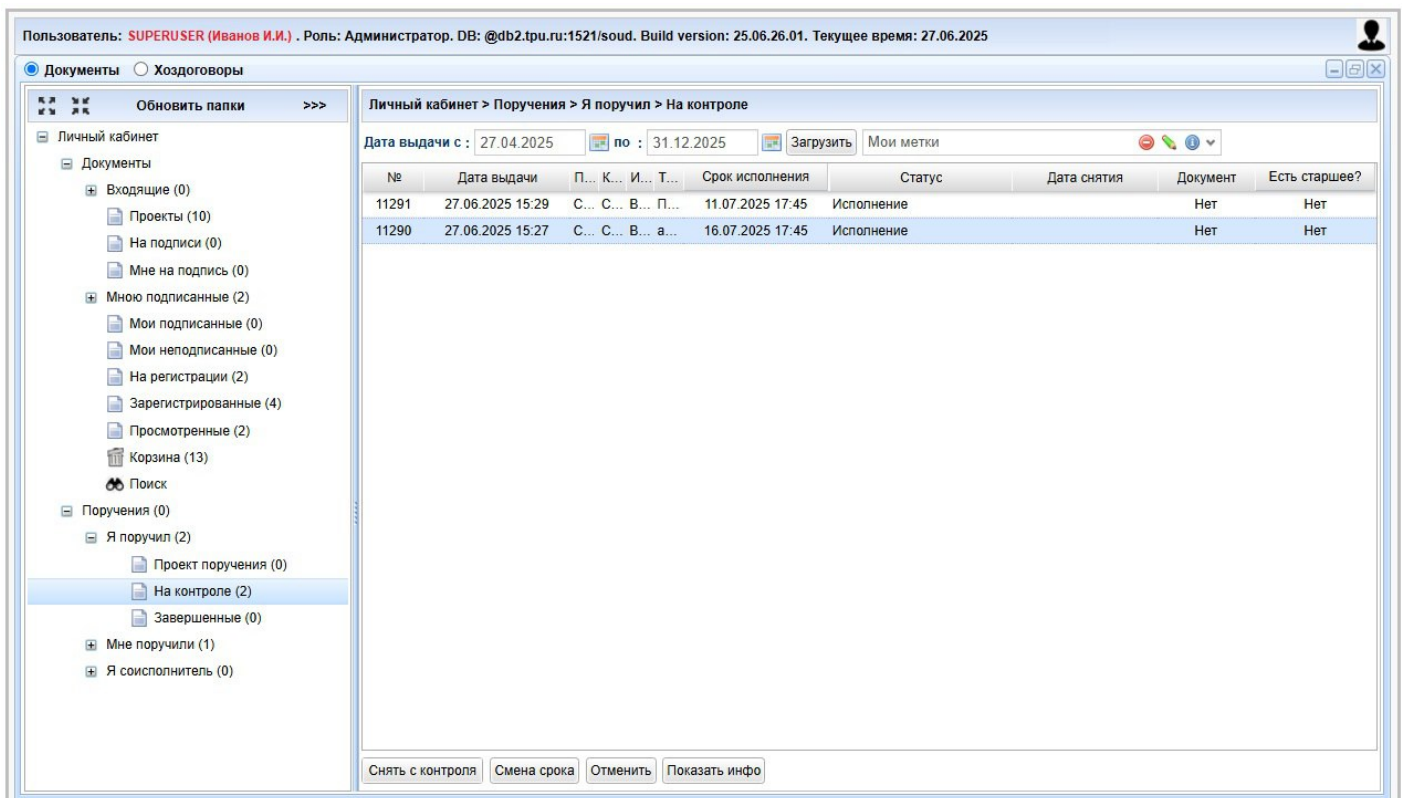 Пользователь: SUPERUSER (Иванов И.И.) . Роль: Администратор. DB: @db2.tpu.ru:1521/soud. Build version: 25.06.26.01. Текущее время: 27.06.2025
Документы Хоздоговоры
Обновить папки >>>
Личный кабинет
Документы
Входящие (0)
Проекты (10)
На подписи (0)
Мне на подпись (0)
Мною подписанные (2)
Мои подписанные (0)
Мои неподписанные (0)
На регистрации (2)
Зарегистрированные (4)
Просмотренные (2)
Корзина (13)
Поиск
Поручения (0)
Я поручил (2)
Проект поручения (0)
На контроле (2)
Завершенные (0)
Мне поручили (1)
Я соисполнитель (0)
Личный кабинет > Поручения > Я поручил > На контроле
Дата выдачи с : 27.04.2025 по : 31.12.2025 Загрузить Мои метки
№ Дата выдачи П... К... И... Т... Срок исполнения Статус Дата снятия Документ Есть старшее?
11291 27.06.2025 15:29 С... С... В... П... 11.07.2025 17:45 Исполнение Нет Нет
11290 27.06.2025 15:27 С... С... В... а... 16.07.2025 17:45 Исполнение Нет Нет
Снять с контроля Смена срока Отменить Показать инфо